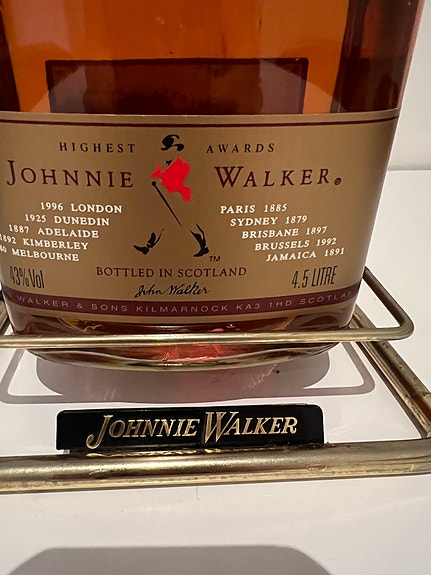 HIGHEST AWARDS
JOHNNIE WALKER®
1996 LONDON PARIS 1885
1925 DUNEDIN SYDNEY 1879
1887 ADELAIDE BRISBANE 1897
1892 KIMBERLEY BRUSSELS 1992
MELBOURNE JAMAICA 1891
TM
BOTTLED IN SCOTLAND
43% Vol John Walker 4.5 LITRE
WALKER & SONS KILMARNOCK KA3 1HD SCOTLAND
JOHNNIE WALKER